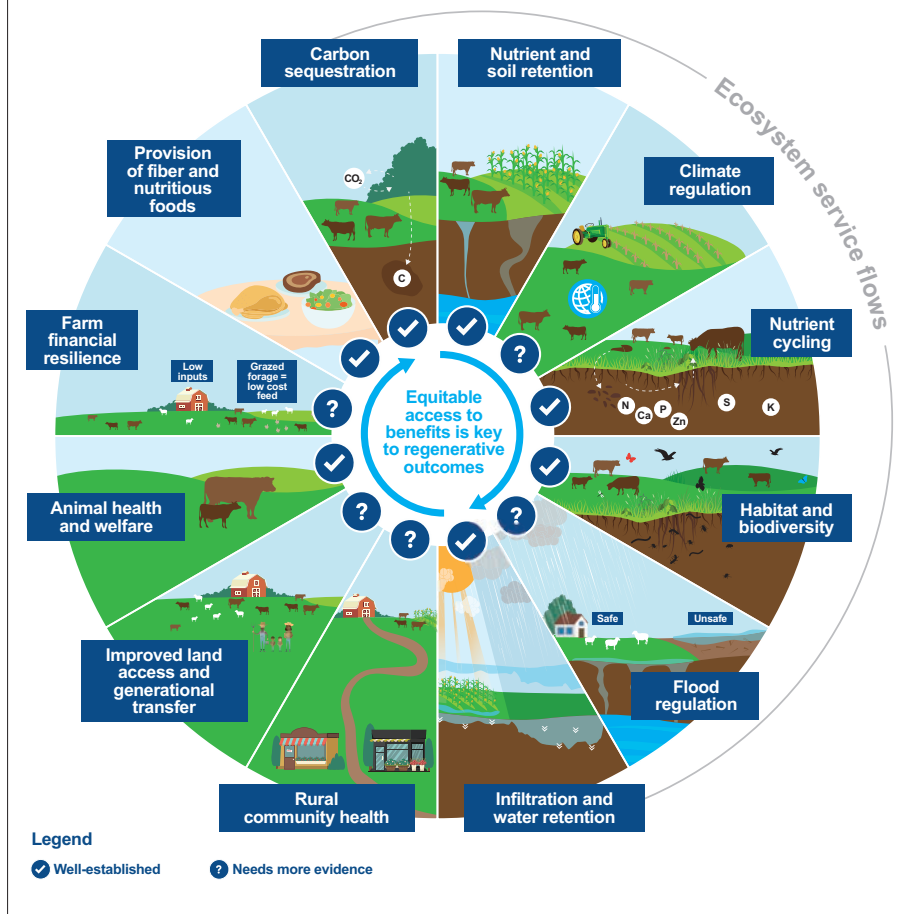 Carbon
sequestration
Nutrient and
soil retention
Ecosystem service flows
Climate
regulation
Provision
of fiber and
nutritious
foods
CO₂
C
Farm
financial
resilience
Low
inputs
Grazed
forage =
low cost
feed
Nutrient
cycling
N
Ca
P
Zn
S
K
Equitable
access to
benefits is key
to regenerative
outcomes
Animal health
and welfare
Habitat and
biodiversity
Safe
Unsafe
Improved land
access and
generational
transfer
Flood
regulation
Rural
community health
Infiltration and
water retention
Legend
Well-established
? Needs more evidence